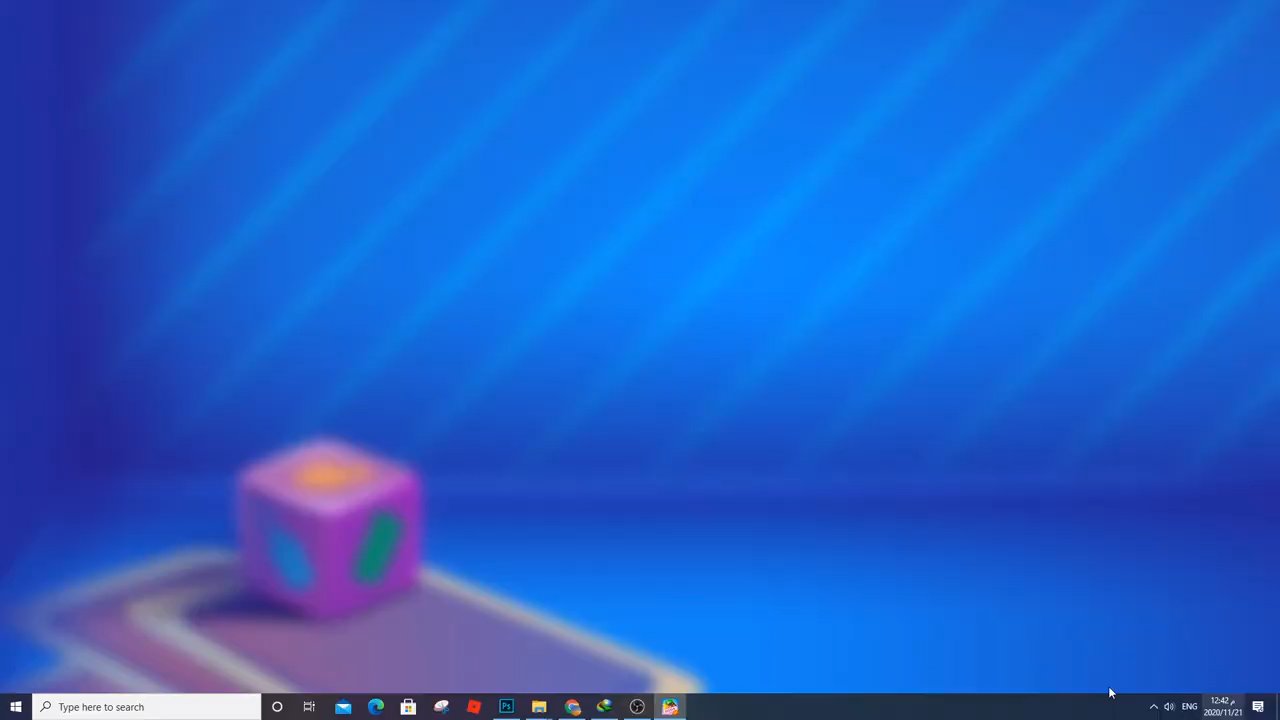 Type here to search
Ps
ENG
12:42 م
2020/11/21